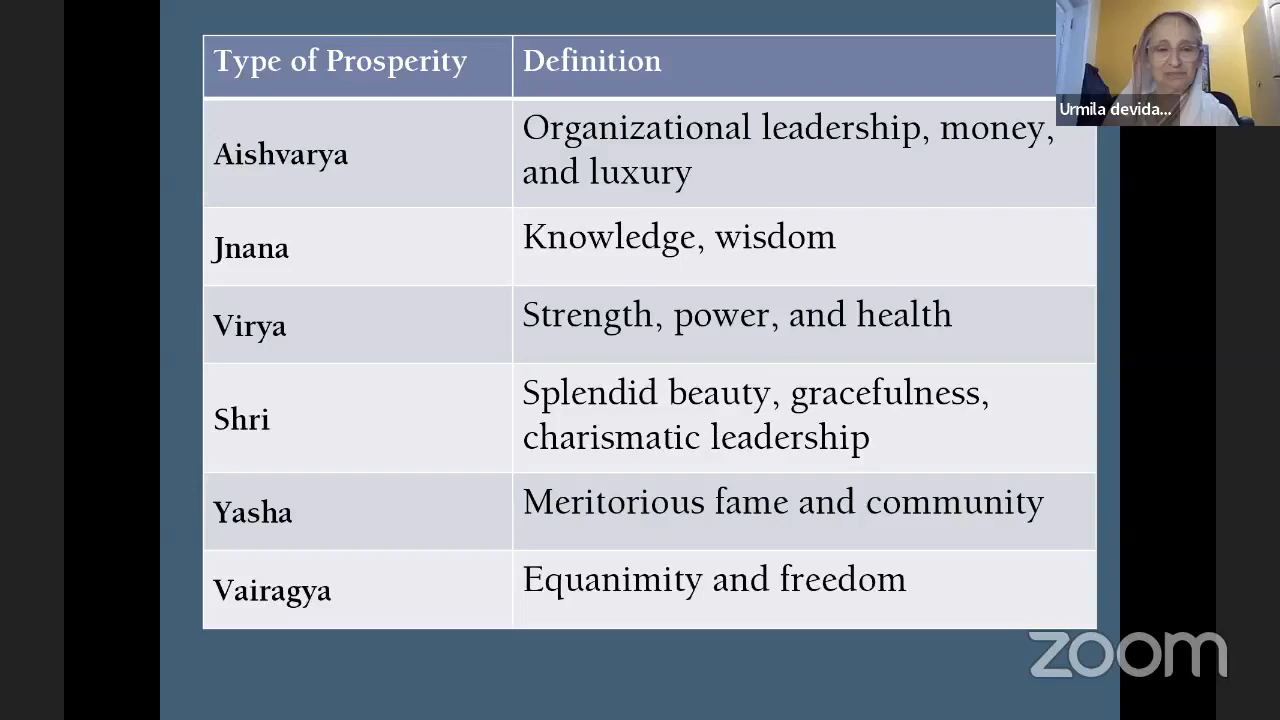 Type of Prosperity
Definition
Urmila devida...
Aishvarya
Organizational leadership, money,
and luxury
Jnana
Knowledge, wisdom
Virya
Strength, power, and health
Shri
Splendid beauty, gracefulness,
charismatic leadership
Yasha
Meritorious fame and community
Vairagya
Equanimity and freedom
zoom